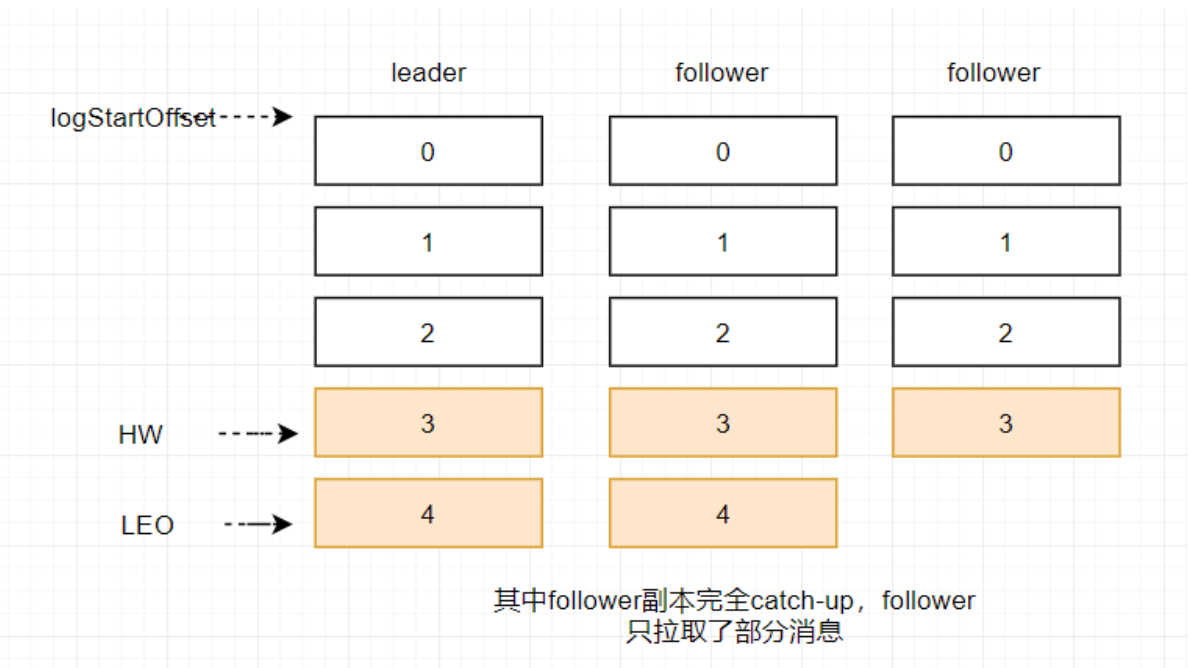 leader follower follower
logStartOffset
0 0 0
1 1 1
2 2 2
HW 3 3 3
LEO 4 4
其中follower副本完全catch-up，follower
只拉取了部分消息